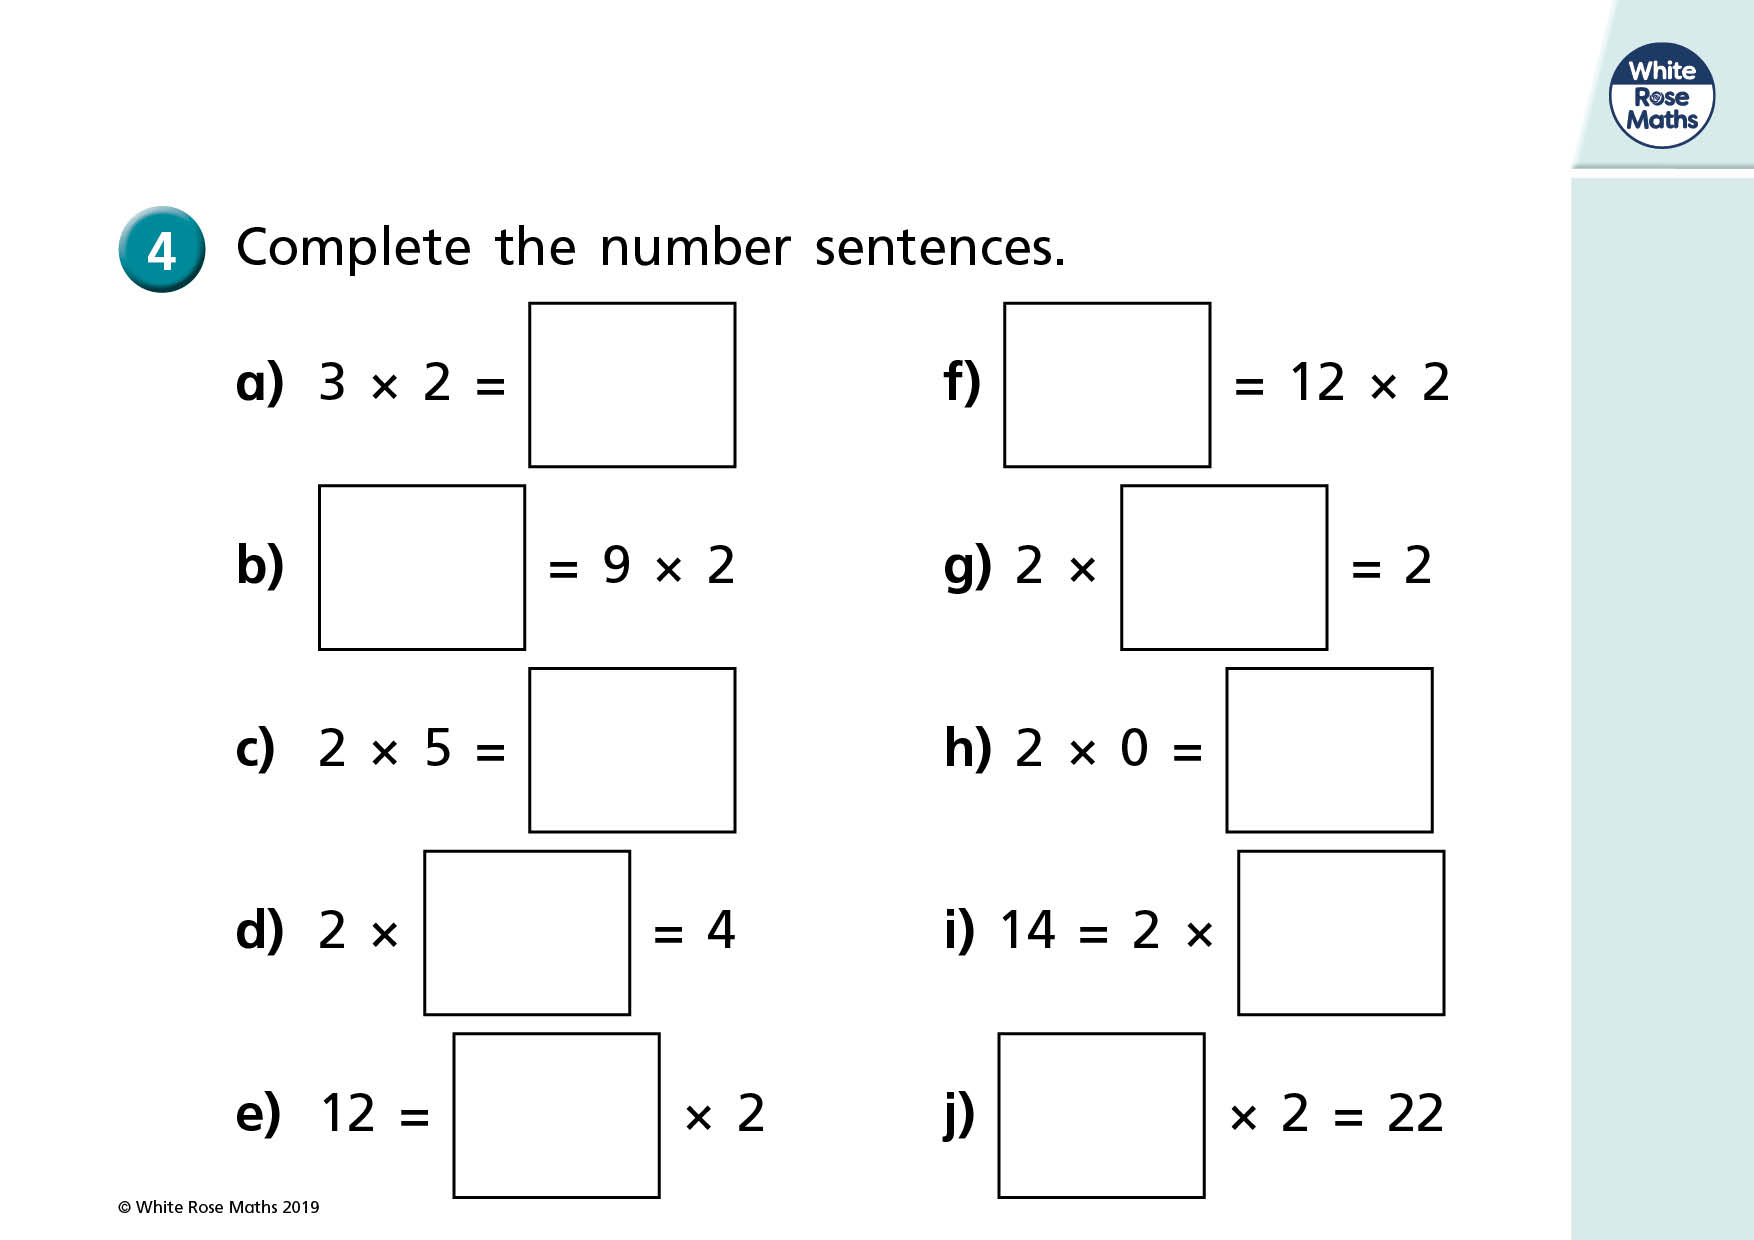 White
Rose
Maths
4 Complete the number sentences.
a) 3 × 2 =
b) = 9 × 2
c) 2 × 5 =
d) 2 × = 4
e) 12 = × 2
f) = 12 × 2
g) 2 × = 2
h) 2 × 0 =
i) 14 = 2 ×
j) × 2 = 22
© White Rose Maths 2019